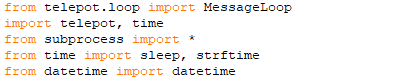 from telepot.loop import MessageLoop
import telepot, time
from subprocess import *
from time import sleep, strftime
from datetime import datetime